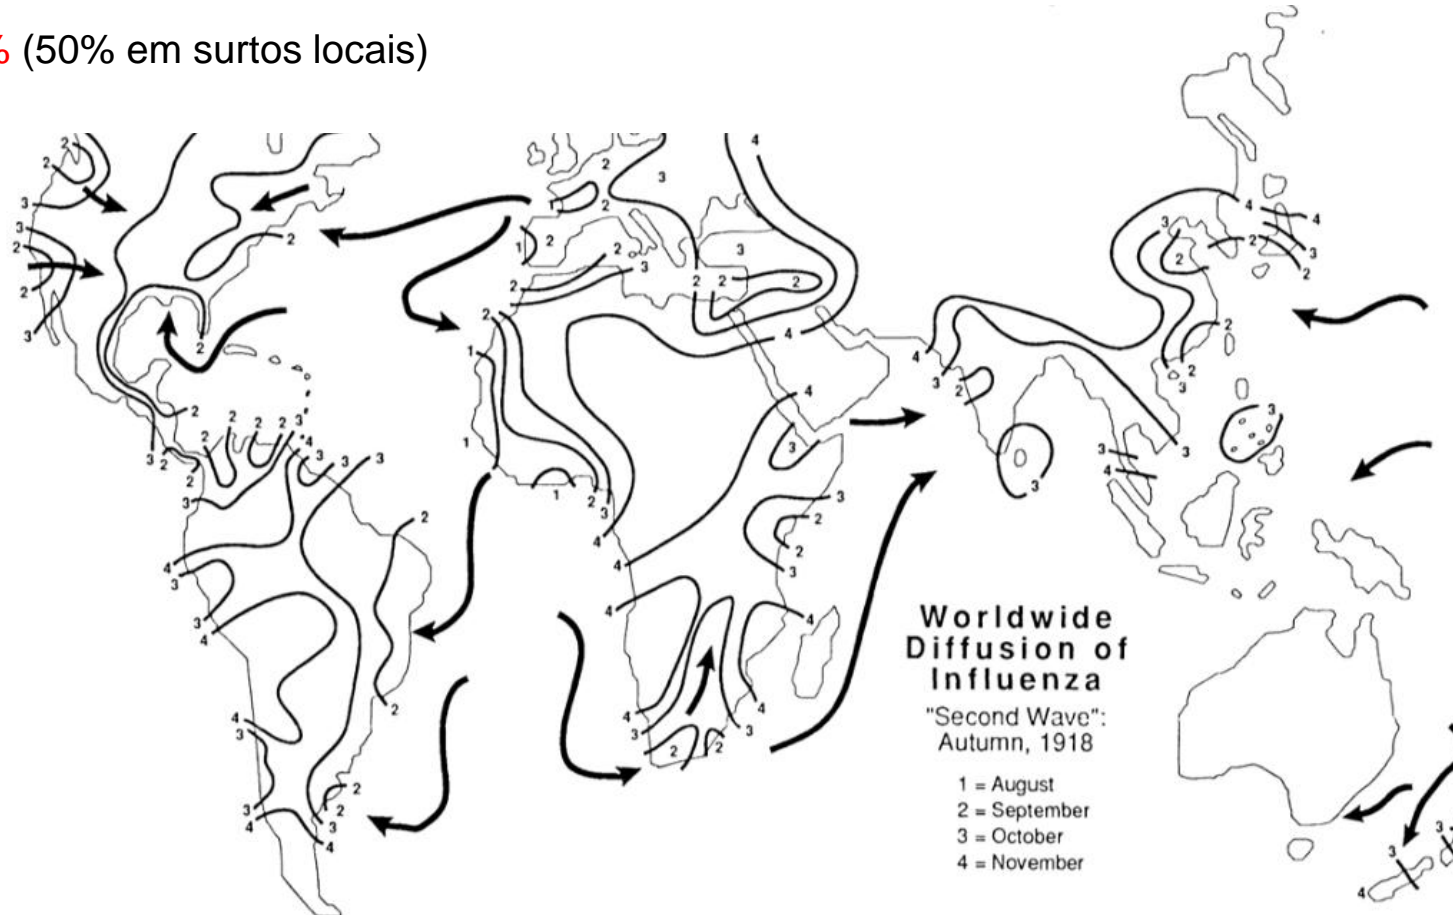 % (50% em surtos locais)
Worldwide
Diffusion of
Influenza
"Second Wave":
Autumn, 1918
1 = August
2 = September
3 = October
4 = November